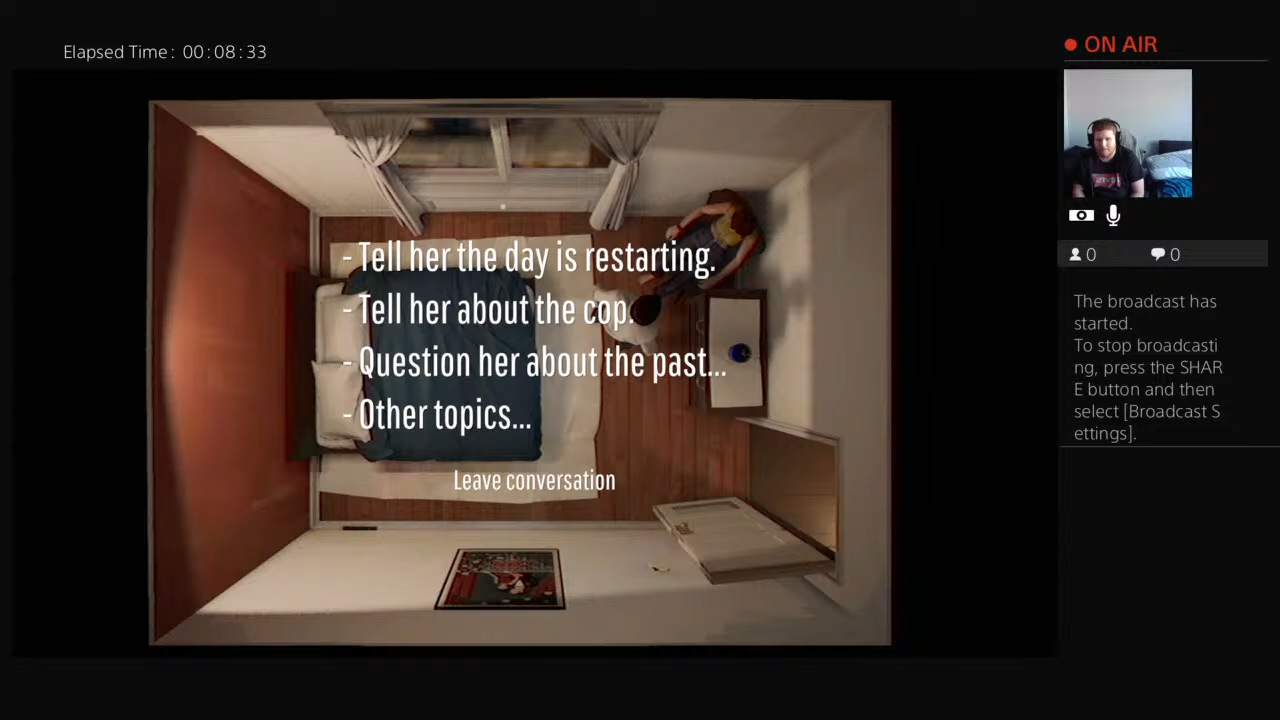 Elapsed Time: 00:08:33
ON AIR
- Tell her the day is restarting.
- Tell her about the cop.
- Question her about the past...
- Other topics...
Leave conversation
0 0
The broadcast has
started.
To stop broadcasti
ng, press the SHAR
E button and then
select [Broadcast S
ettings].